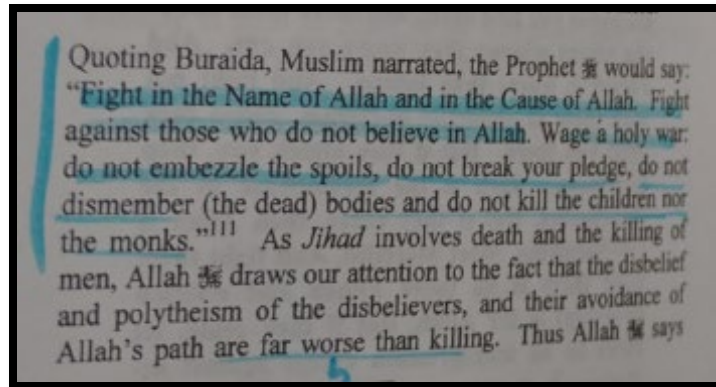 Quoting Buraida, Muslim narrated, the Prophet ﷺ would say:
“Fight in the Name of Allah and in the Cause of Allah. Fight
against those who do not believe in Allah. Wage a holy war:
do not embezzle the spoils, do not break your pledge, do not
dismember (the dead) bodies and do not kill the children nor
the monks.”111 As Jihad involves death and the killing of
men, Allah draws our attention to the fact that the disbelief
and polytheism of the disbelievers, and their avoidance of
Allah’s path are far worse than killing. Thus Allah says